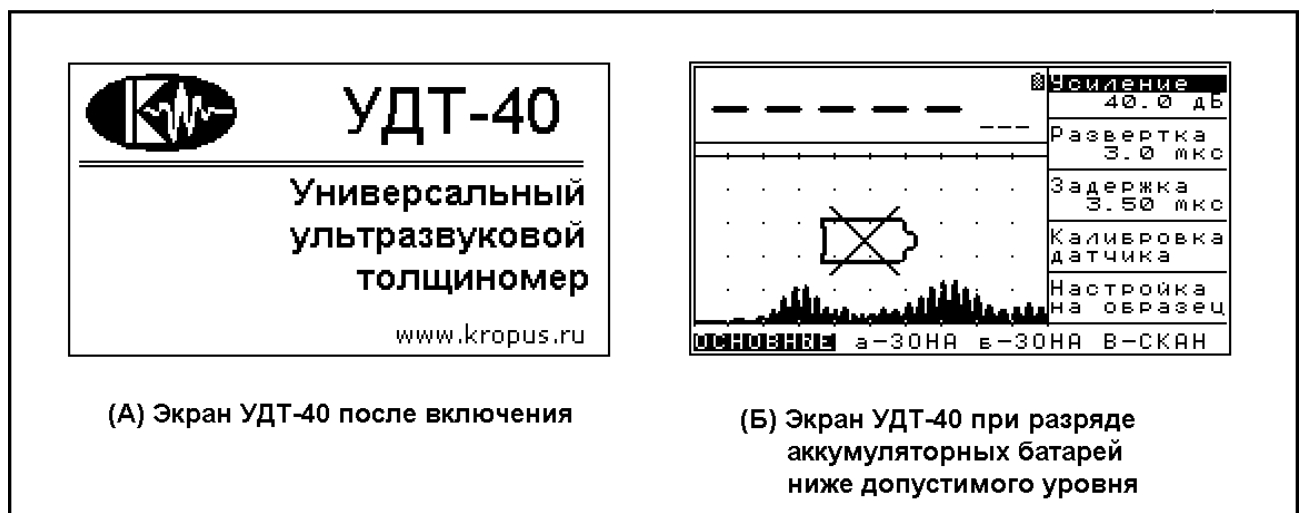 УДТ-40
Универсальный
ультразвуковой
толщиномер
www.kropus.ru
(А) Экран УДТ-40 после включения
— — — — —
---
Усиление
40.0 дБ
Развертка
3.0 мкс
Задержка
3.50 мкс
Калибровка
датчика
Настройка
на образец
ОСНОВНЫЕ а-ЗОНА в-ЗОНА В-СКАН
(Б) Экран УДТ-40 при разряде
аккумуляторных батарей
ниже допустимого уровня